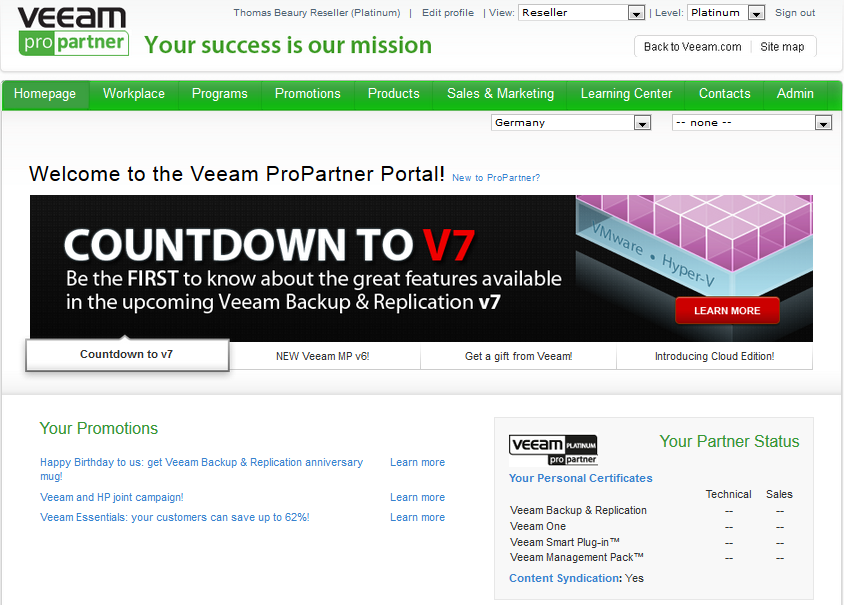 veeam
propartner
Your success is our mission
Thomas Beaury Reseller (Platinum) | Edit profile | View: Reseller | Level: Platinum Sign out
Back to Veeam.com | Site map
Homepage Workplace Programs Promotions Products Sales & Marketing Learning Center Contacts Admin
Germany -- none --
Welcome to the Veeam ProPartner Portal! New to ProPartner?
COUNTDOWN TO V7
Be the FIRST to know about the great features available
in the upcoming Veeam Backup & Replication v7
VMware • Hyper-V
LEARN MORE
Countdown to v7 NEW Veeam MP v6! Get a gift from Veeam! Introducing Cloud Edition!
Your Promotions
Happy Birthday to us: get Veeam Backup & Replication anniversary Learn more
mug!
Veeam and HP joint campaign! Learn more
Veeam Essentials: your customers can save up to 62%! Learn more
veeam PLATINUM
propartner
Your Partner Status
Your Personal Certificates
Technical Sales
Veeam Backup & Replication -- --
Veeam One -- --
Veeam Smart Plug-in™ -- --
Veeam Management Pack™ -- --
Content Syndication: Yes